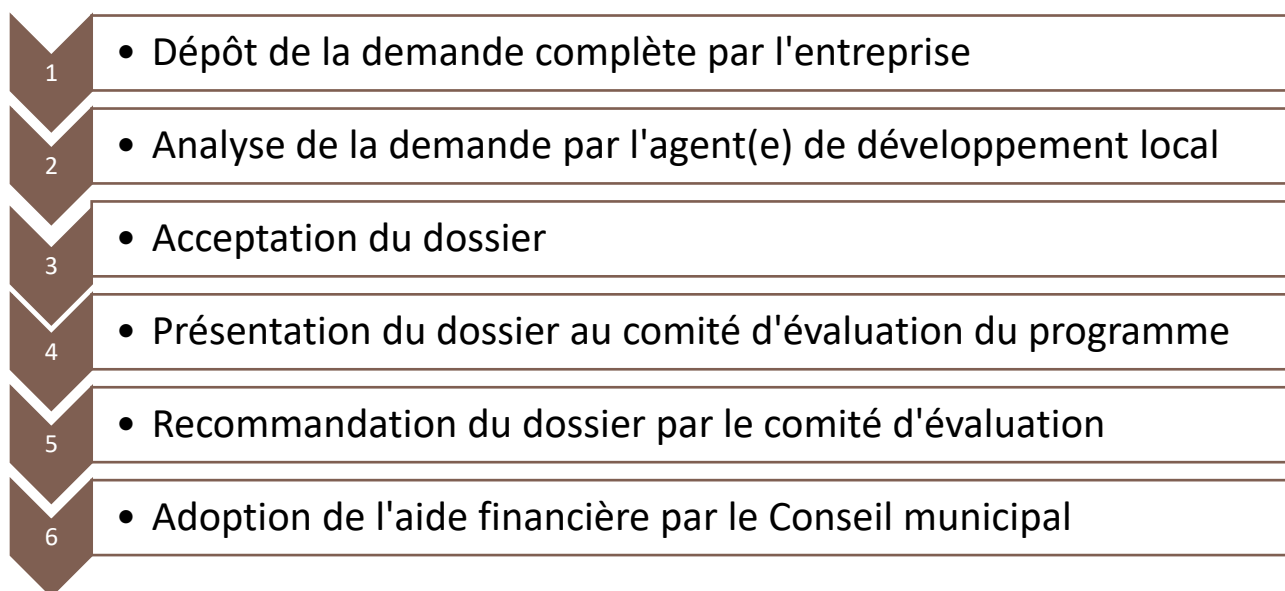 1
• Dépôt de la demande complète par l'entreprise
2
• Analyse de la demande par l'agent(e) de développement local
3
• Acceptation du dossier
4
• Présentation du dossier au comité d'évaluation du programme
5
• Recommandation du dossier par le comité d'évaluation
6
• Adoption de l'aide financière par le Conseil municipal